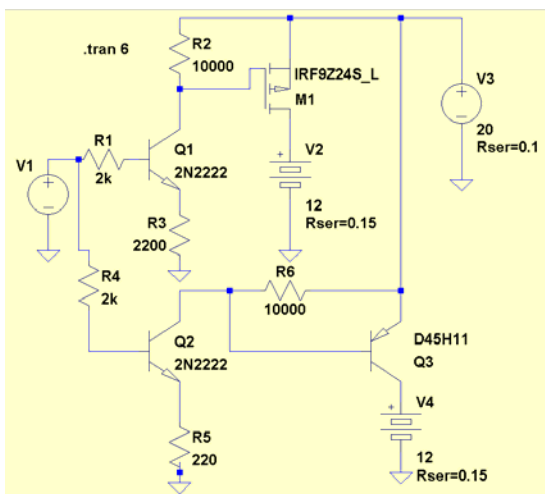 .tran 6
R2
10000
IRF9Z24S_L
M1
V3
20
Rser=0.1
R1
2k
V1
Q1
2N2222
V2
12
Rser=0.15
R3
2200
R4
2k
R6
10000
Q2
2N2222
D45H11
Q3
V4
12
Rser=0.15
R5
220